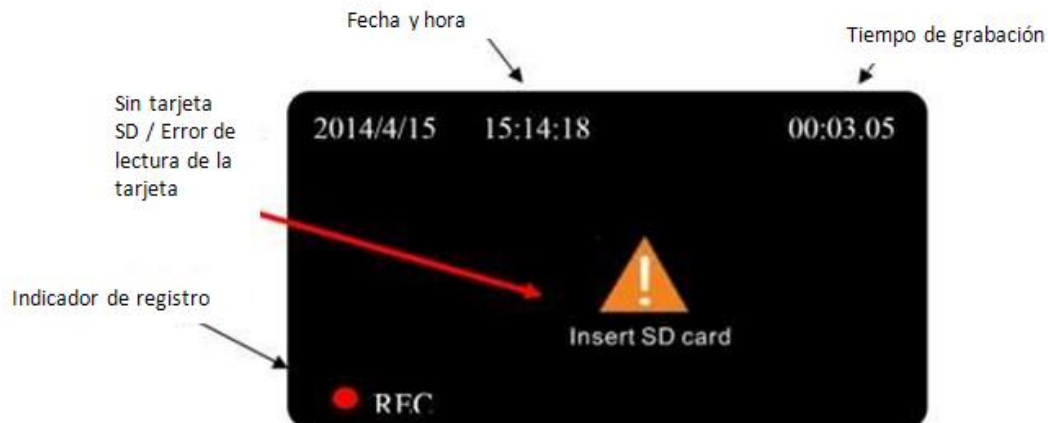 Fecha y hora
Tiempo de grabación
Sin tarjeta
SD / Error de
lectura de la
tarjeta
2014/4/15 15:14:18 00:03.05
Insert SD card
Indicador de registro
REC